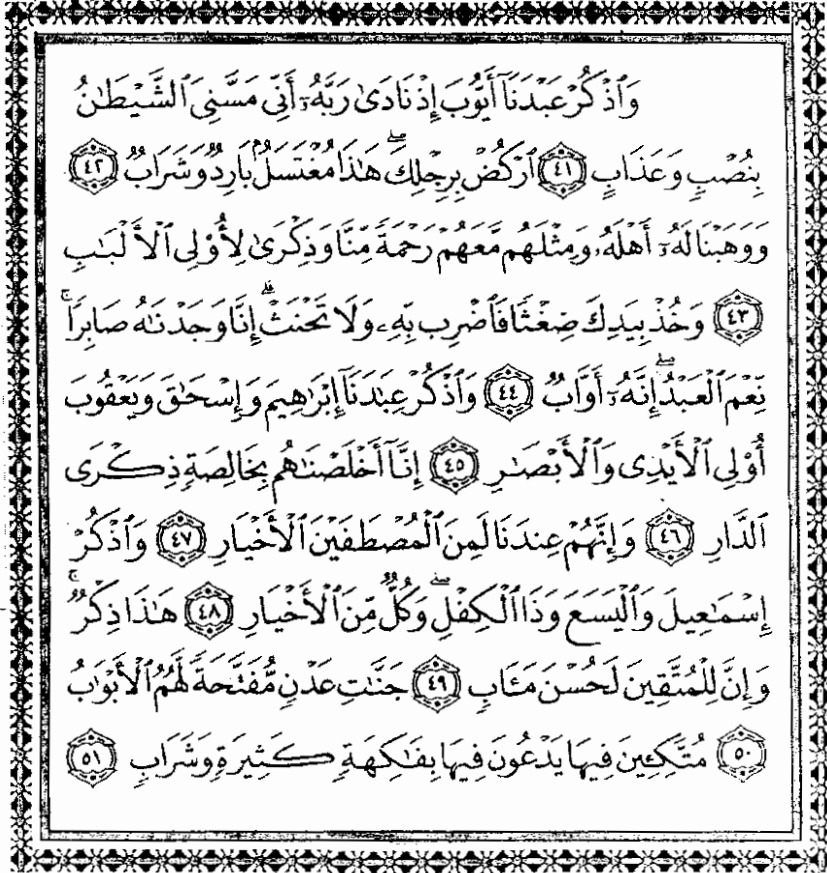 وَٱذْكُرْ عَبْدَنَآ أَيُّوبَ إِذْ نَادَىٰ رَبَّهُۥٓ أَنِّى مَسَّنِىَ ٱلشَّيْطَـٰنُ
بِنُصْبٍ وَعَذَابٍ ﴿٤١﴾ ٱرْكُضْ بِرِجْلِكَ ۖ هَـٰذَا مُغْتَسَلٌۢ بَارِدٌ وَشَرَابٌ ﴿٤٢﴾
وَوَهَبْنَا لَهُۥٓ أَهْلَهُۥ وَمِثْلَهُم مَّعَهُمْ رَحْمَةً مِّنَّا وَذِكْرَىٰ لِأُو۟لِى ٱلْأَلْبَـٰبِ
﴿٤٣﴾ وَخُذْ بِيَدِكَ ضِغْثًا فَٱضْرِب بِّهِۦ وَلَا تَحْنَثْ ۗ إِنَّا وَجَدْنَـٰهُ صَابِرًا ۚ
نِّعْمَ ٱلْعَبْدُ ۖ إِنَّهُۥٓ أَوَّابٌ ﴿٤٤﴾ وَٱذْكُرْ عِبَـٰدَنَآ إِبْرَٰهِيمَ وَإِسْحَـٰقَ وَيَعْقُوبَ
أُو۟لِى ٱلْأَيْدِى وَٱلْأَبْصَـٰرِ ﴿٤٥﴾ إِنَّآ أَخْلَصْنَـٰهُم بِخَالِصَةٍ ذِكْرَى
ٱلدَّارِ ﴿٤٦﴾ وَإِنَّهُمْ عِندَنَا لَمِنَ ٱلْمُصْطَفَيْنَ ٱلْأَخْيَارِ ﴿٤٧﴾ وَٱذْكُرْ
إِسْمَـٰعِيلَ وَٱلْيَسَعَ وَذَا ٱلْكِفْلِ ۖ وَكُلٌّ مِّنَ ٱلْأَخْيَارِ ﴿٤٨﴾ هَـٰذَا ذِكْرٌ ۚ
وَإِنَّ لِلْمُتَّقِينَ لَحُسْنَ مَـَٔابٍ ﴿٤٩﴾ جَنَّـٰتِ عَدْنٍ مُّفَتَّحَةً لَّهُمُ ٱلْأَبْوَٰبُ
﴿٥٠﴾ مُتَّكِـِٔينَ فِيهَا يَدْعُونَ فِيهَا بِفَـٰكِهَةٍ كَثِيرَةٍ وَشَرَابٍ ﴿٥١﴾